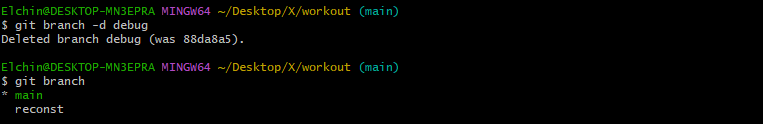 Elchin@DESKTOP-MN3EPRA MINGW64 ~/Desktop/X/workout (main)
$ git branch -d debug
Deleted branch debug (was 88da8a5).
Elchin@DESKTOP-MN3EPRA MINGW64 ~/Desktop/X/workout (main)
$ git branch
* main
  reconst